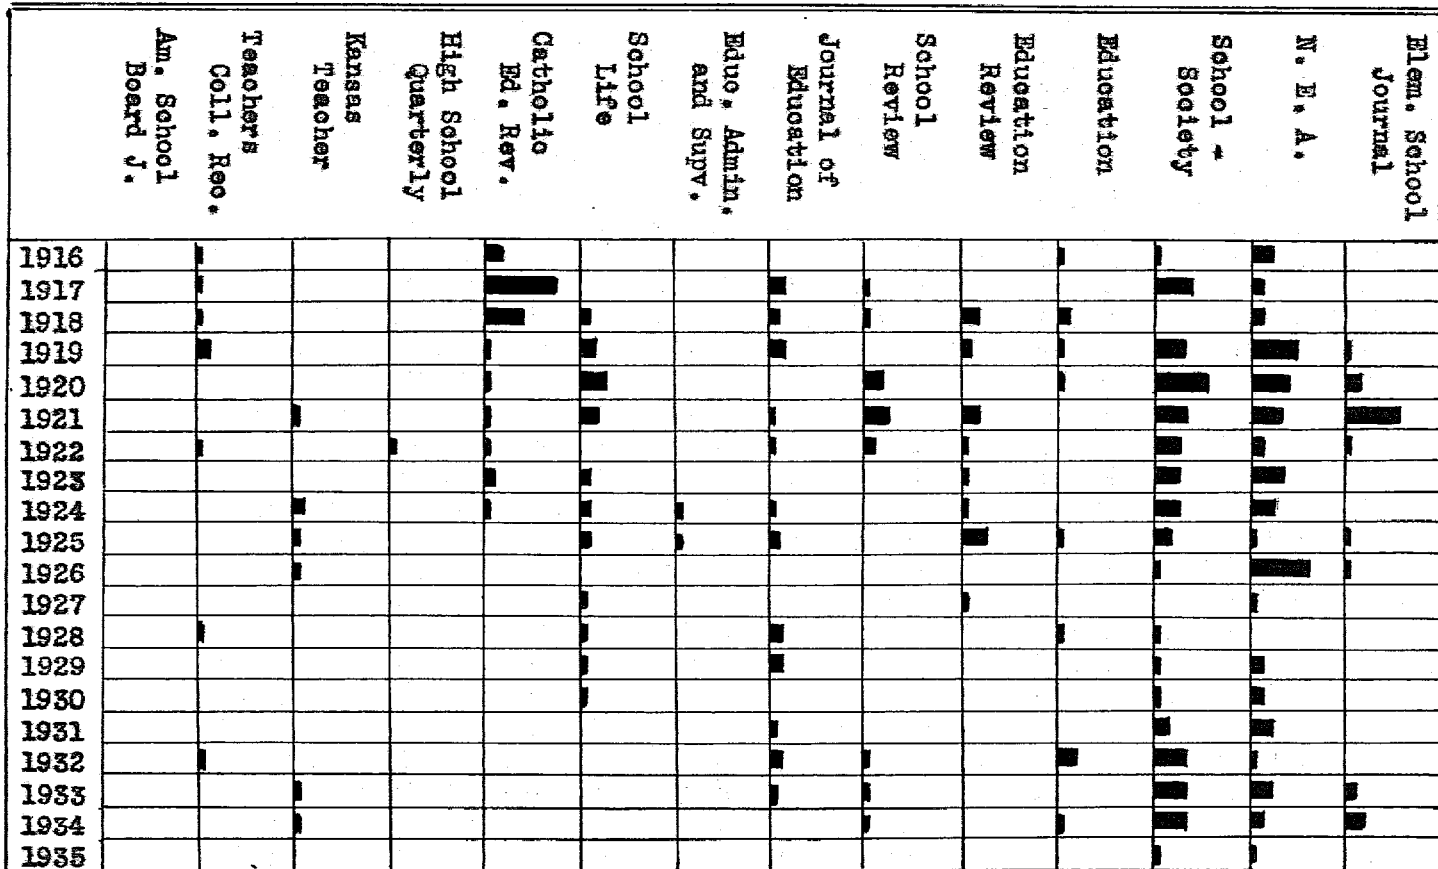 Am. School
Board J.
Teachers
Coll. Rec.
Kansas
Teacher
High School
Quarterly
Catholic
Ed. Rev.
School
Life
Educ. Admin.
and Supv.
Journal of
Education
School
Review
Education
Review
Education
School +
Society
N. E. A.
Elem. School
Journal
1916
1917
1918
1919
1920
1921
1922
1923
1924
1925
1926
1927
1928
1929
1930
1931
1932
1933
1934
1935